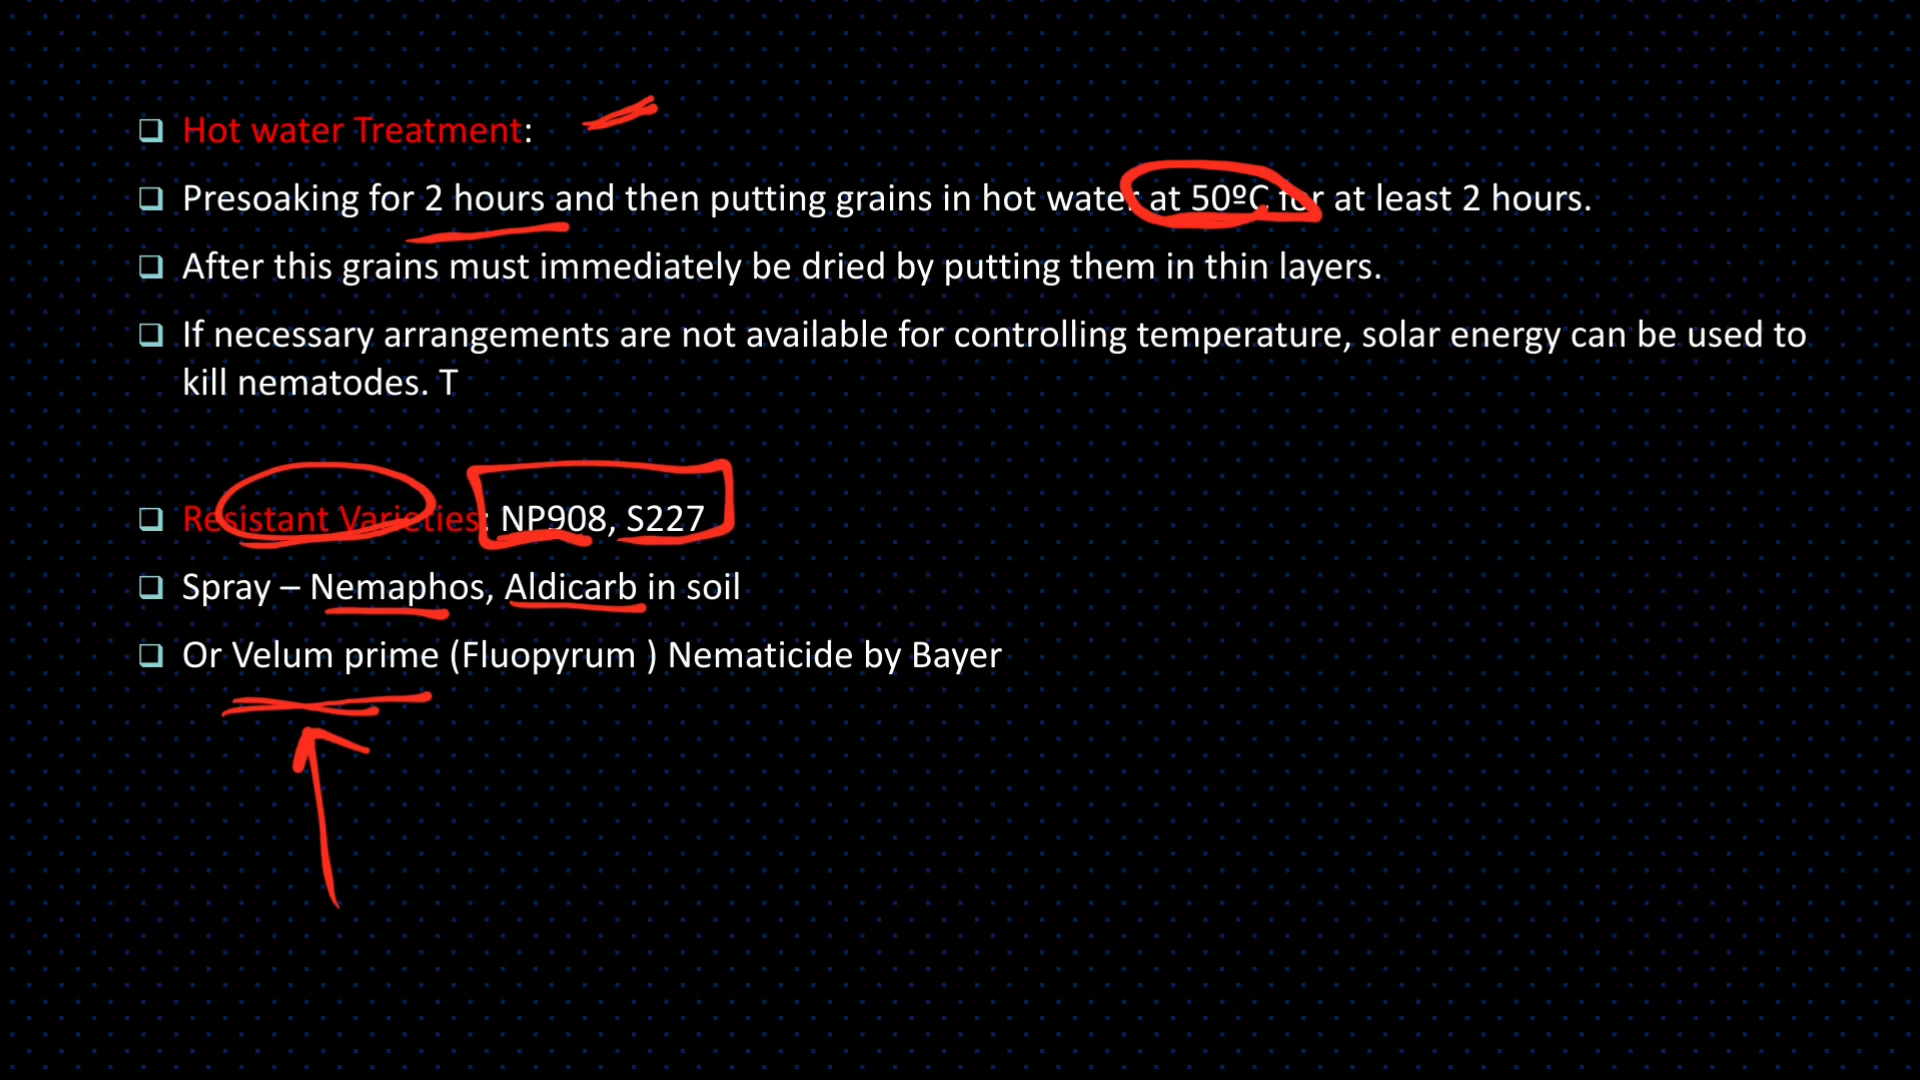 Hot water Treatment:
Presoaking for 2 hours and then putting grains in hot water at 50ºC for at least 2 hours.
After this grains must immediately be dried by putting them in thin layers.
If necessary arrangements are not available for controlling temperature, solar energy can be used to
kill nematodes. T
Resistant Varieties: NP908, S227
Spray – Nemaphos, Aldicarb in soil
Or Velum prime (Fluopyrum ) Nematicide by Bayer